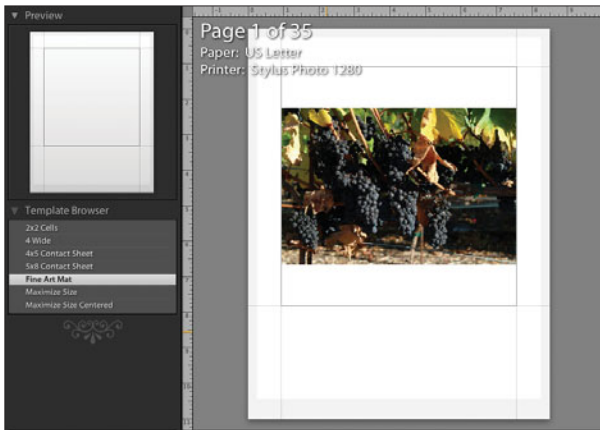 Preview
Page 1 of 35
Paper: US Letter
Printer: Stylus Photo 1280
Template Browser
2x2 Cells
4 Wide
4x5 Contact Sheet
5x8 Contact Sheet
Fine Art Mat
Maximize Size
Maximize Size Centered